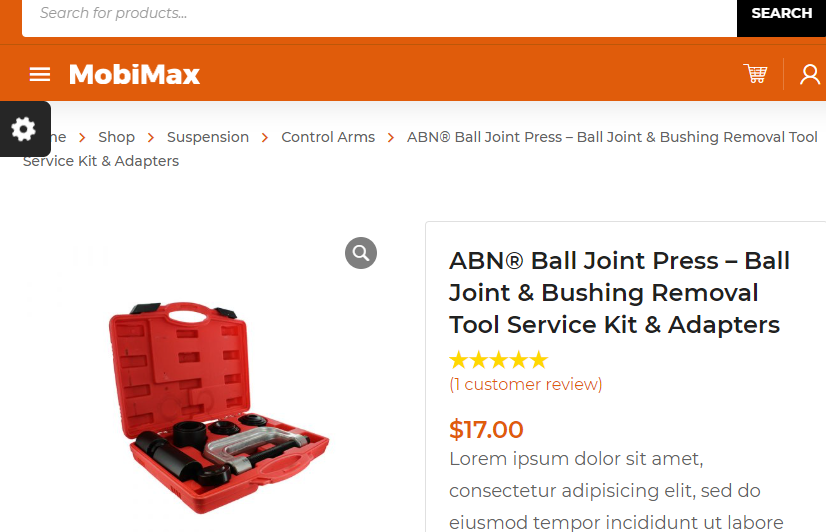 Search for products...
SEARCH
MobiMax
Shop
Suspension
Control Arms
ABN® Ball Joint Press – Ball Joint & Bushing Removal Tool
Service Kit & Adapters
ABN® Ball Joint Press – Ball
Joint & Bushing Removal
Tool Service Kit & Adapters
(1 customer review)
$17.00
Lorem ipsum dolor sit amet,
consectetur adipisicing elit, sed do
eiusmod tempor incididunt ut labore